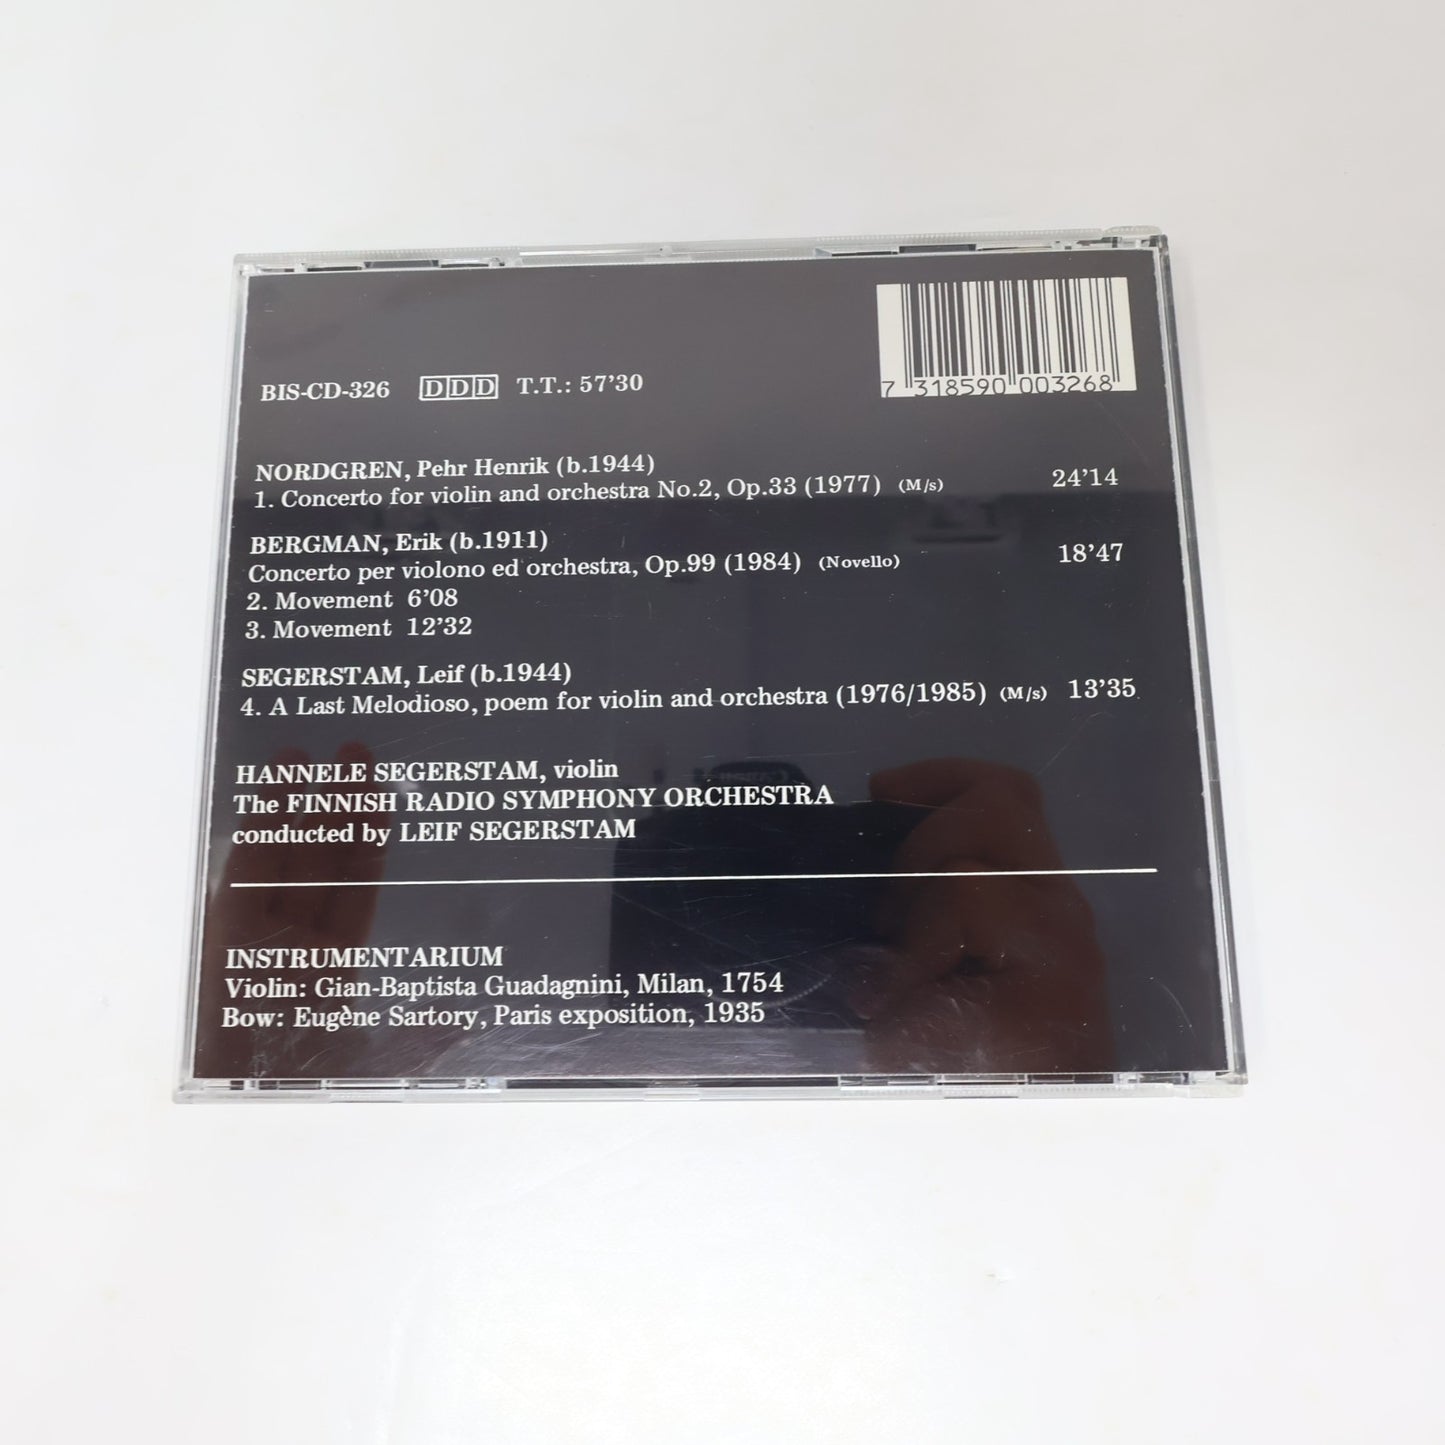 7 318590 003268
BIS-CD-326 DDD T.T.: 57'30
NORDGREN, Pehr Henrik (b.1944)
1. Concerto for violin and orchestra No.2, Op.33 (1977) (M/s) 24'14
BERGMAN, Erik (b.1911)
Concerto per violono ed orchestra, Op.99 (1984) (Novello) 18'47
2. Movement 6'08
3. Movement 12'32
SEGERSTAM, Leif (b.1944)
4. A Last Melodioso, poem for violin and orchestra (1976/1985) (M/s) 13'35
HANNELE SEGERSTAM, violin
The FINNISH RADIO SYMPHONY ORCHESTRA
conducted by LEIF SEGERSTAM
INSTRUMENTARIUM
Violin: Gian-Baptista Guadagnini, Milan, 1754
Bow: Eugène Sartory, Paris exposition, 1935